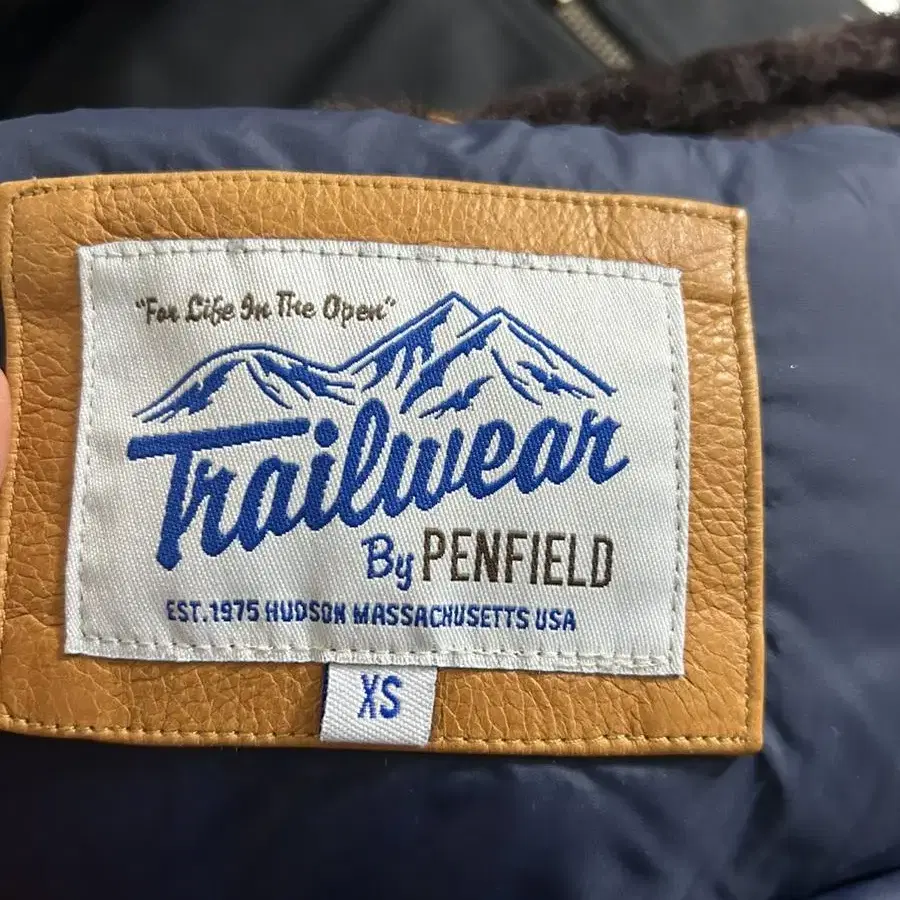 "For Life In The Open"
Trailwear
By PENFIELD
EST.1975 HUDSON MASSACHUSETTS USA
XS